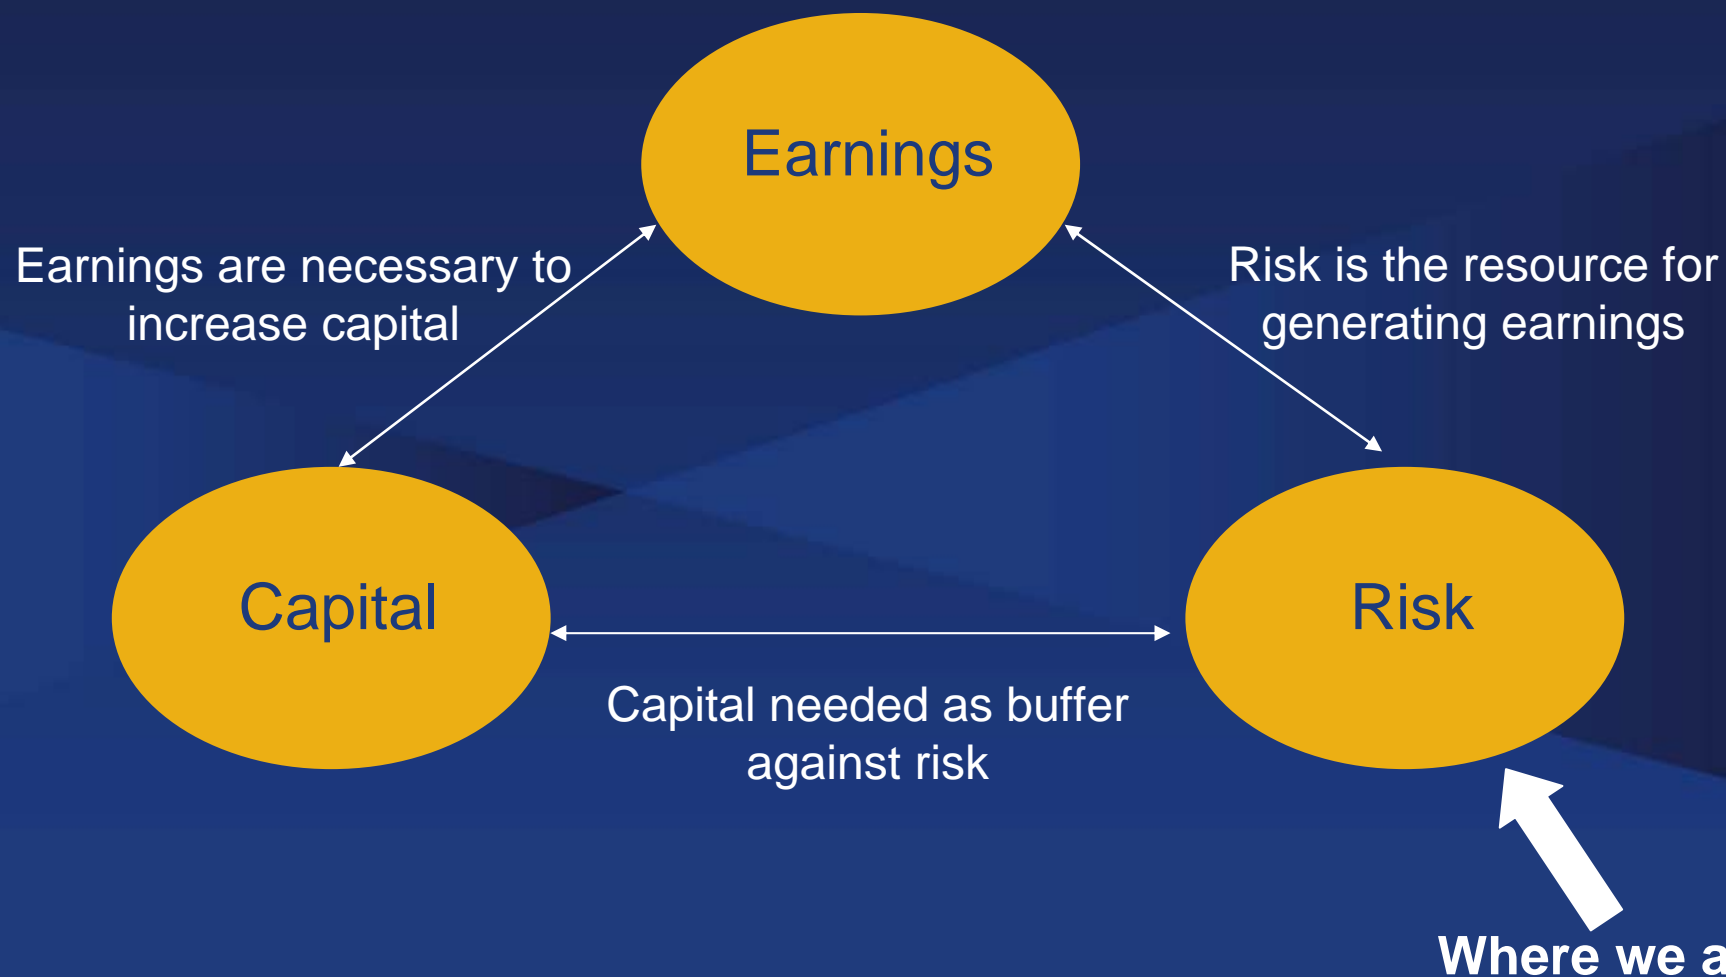 Earnings
Earnings are necessary to
increase capital
Risk is the resource for
generating earnings
Capital
Risk
Capital needed as buffer
against risk
Where we a